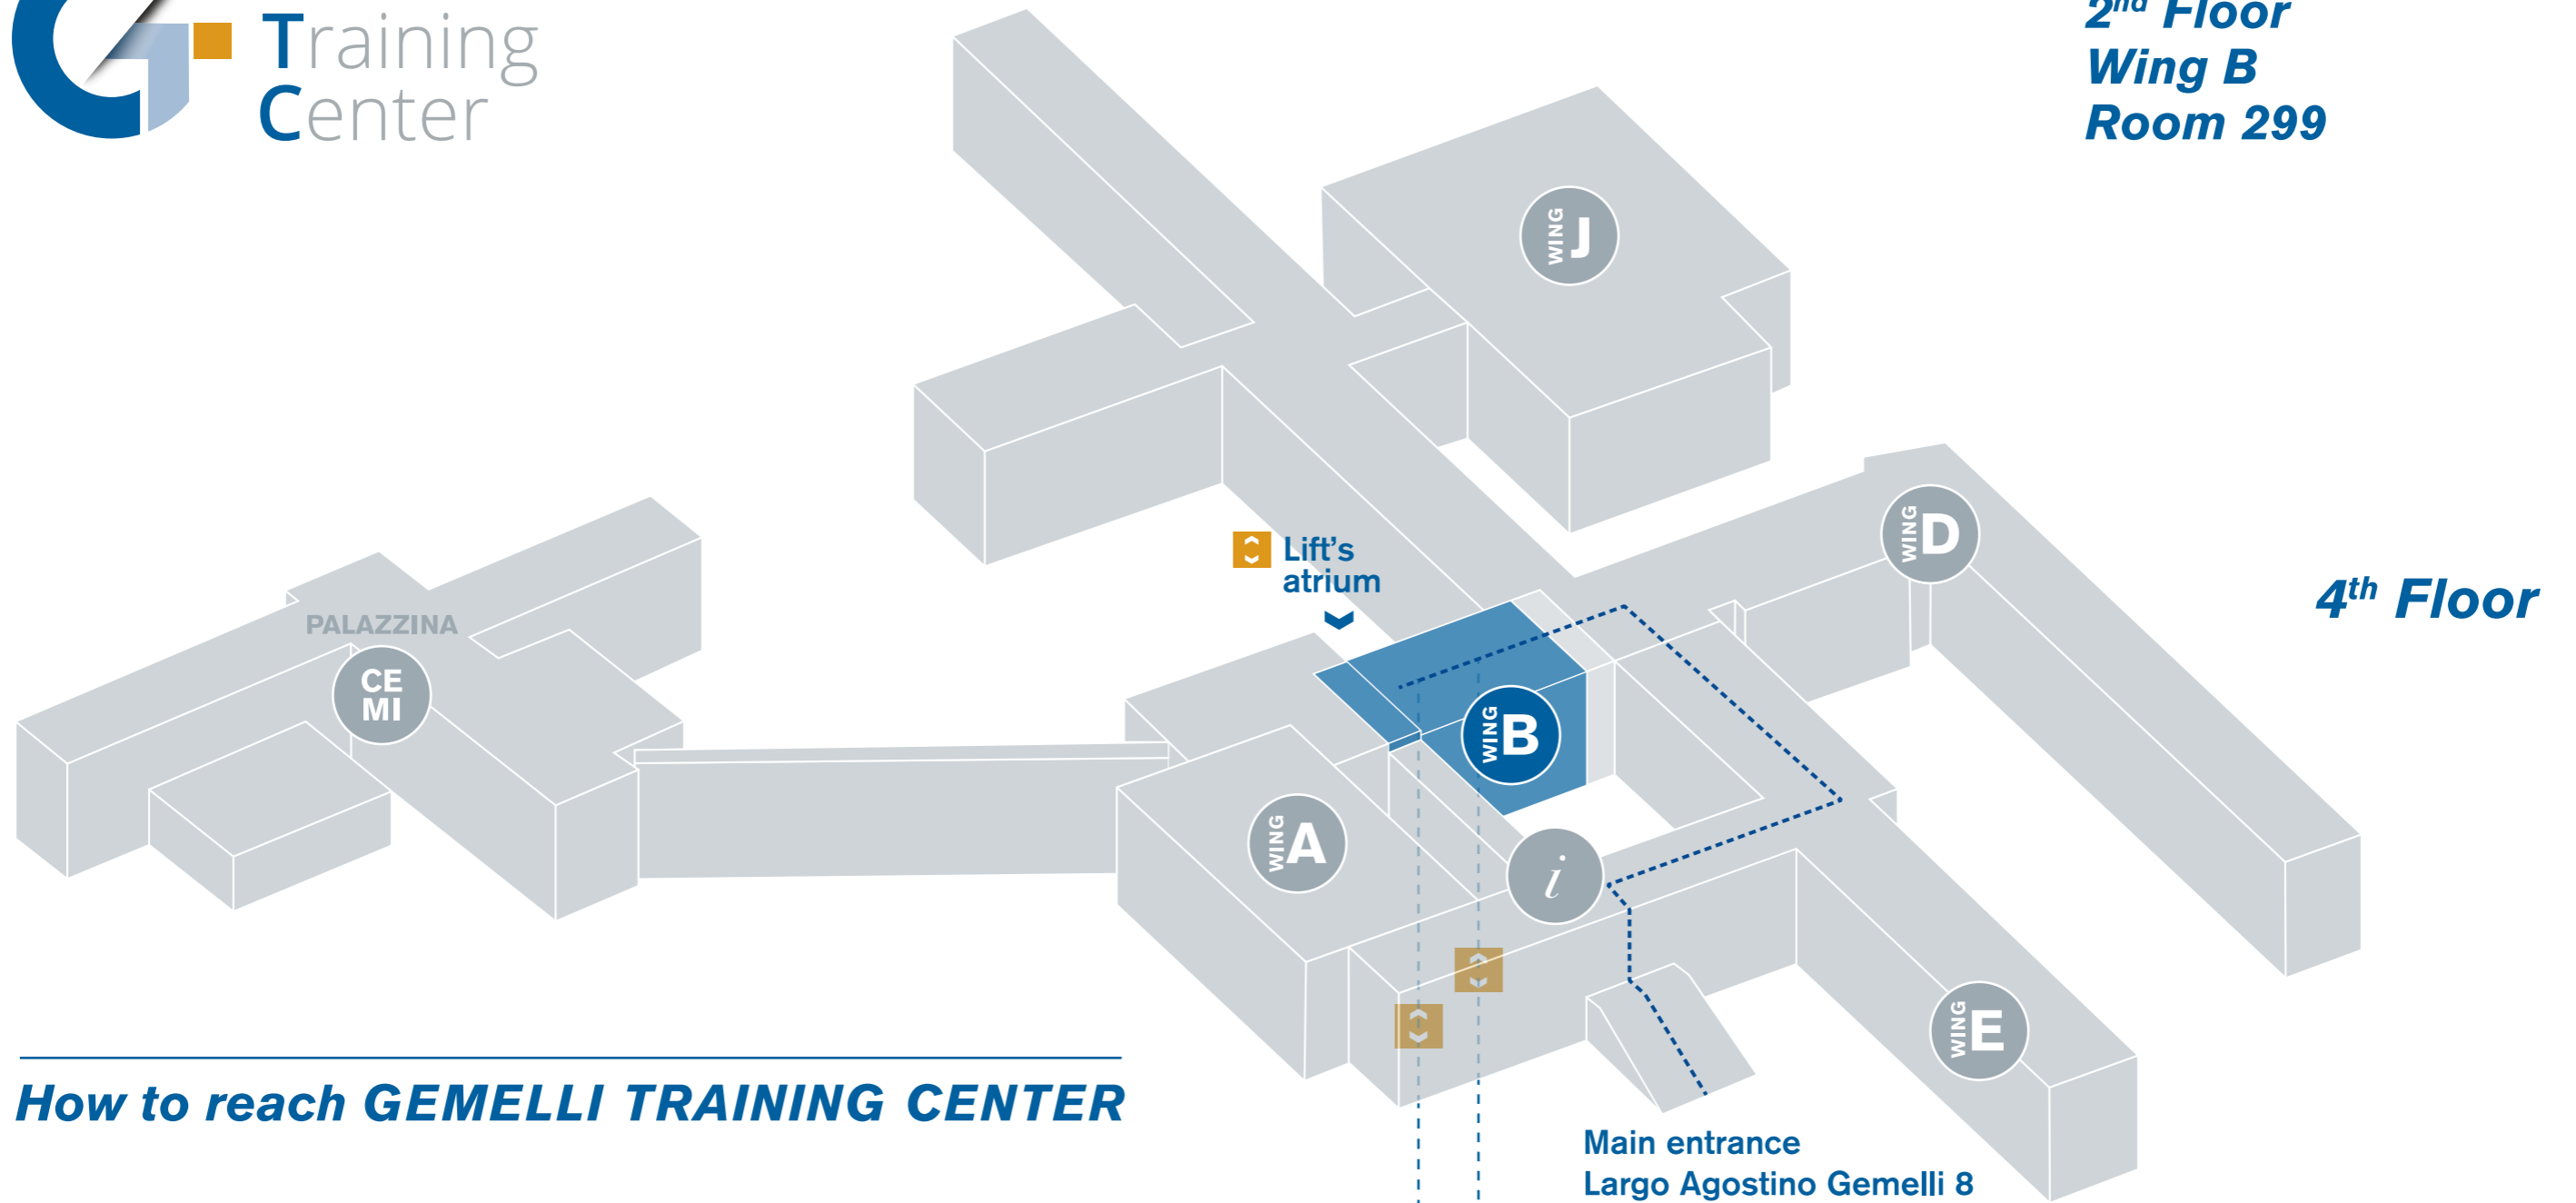 Training
Center
2nd Floor
Wing B
Room 299
WING J
WING D
Lift's
atrium
4th Floor
PALAZZINA
CE
MI
WING B
WING A
i
WING E
How to reach GEMELLI TRAINING CENTER
Main entrance
Largo Agostino Gemelli 8